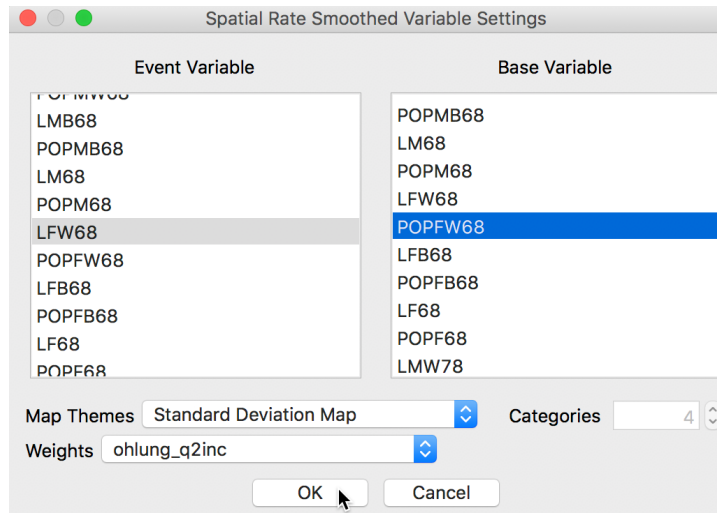 Spatial Rate Smoothed Variable Settings
Event Variable
Base Variable
POPMW68
LMB68
POPMB68
LM68
POPM68
LFW68
POPFW68
LFB68
POPFB68
LF68
POPF68
POPMB68
LM68
POPM68
LFW68
POPFW68
LFB68
POPFB68
LF68
POPF68
LMW78
Map Themes Standard Deviation Map Categories 4
Weights ohlung_q2inc
OK Cancel